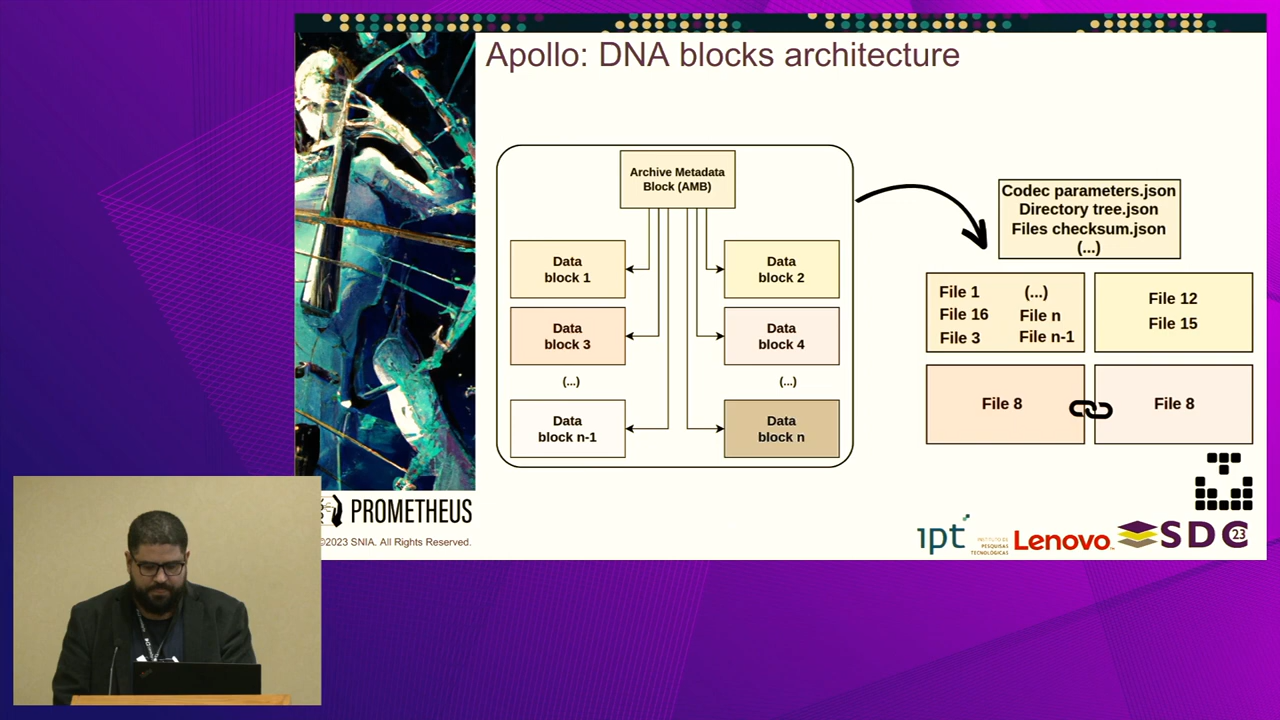 Apollo: DNA blocks architecture
Archive Metadata
Block (AMB)
Data
block 1
Data
block 2
Data
block 3
Data
block 4
(...)
(...)
Data
block n-1
Data
block n
Codec parameters.json
Directory tree.json
Files checksum.json
(...)
File 1
(...)
File 16
File n
File 3
File n-1
File 12
File 15
File 8
File 8
PROMETHEUS
©2023 SNIA. All Rights Reserved.
ipt
INSTITUTO DE
PESQUISAS
TECNOLÓGICAS
Lenovo
SDC
23